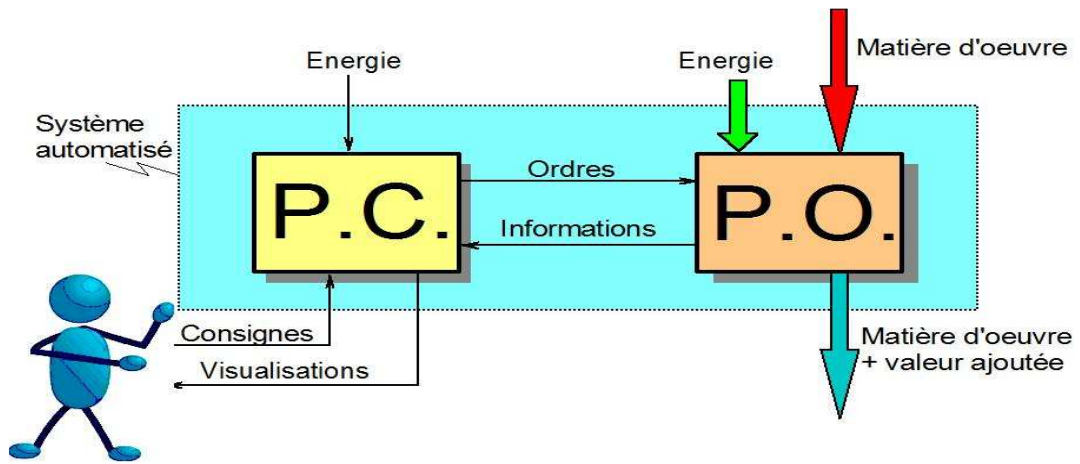 Matière d'oeuvre
Energie
Energie
Système
automatisé
P.C.
Ordres
Informations
P.O.
Consignes
Visualisations
Matière d'oeuvre
+ valeur ajoutée